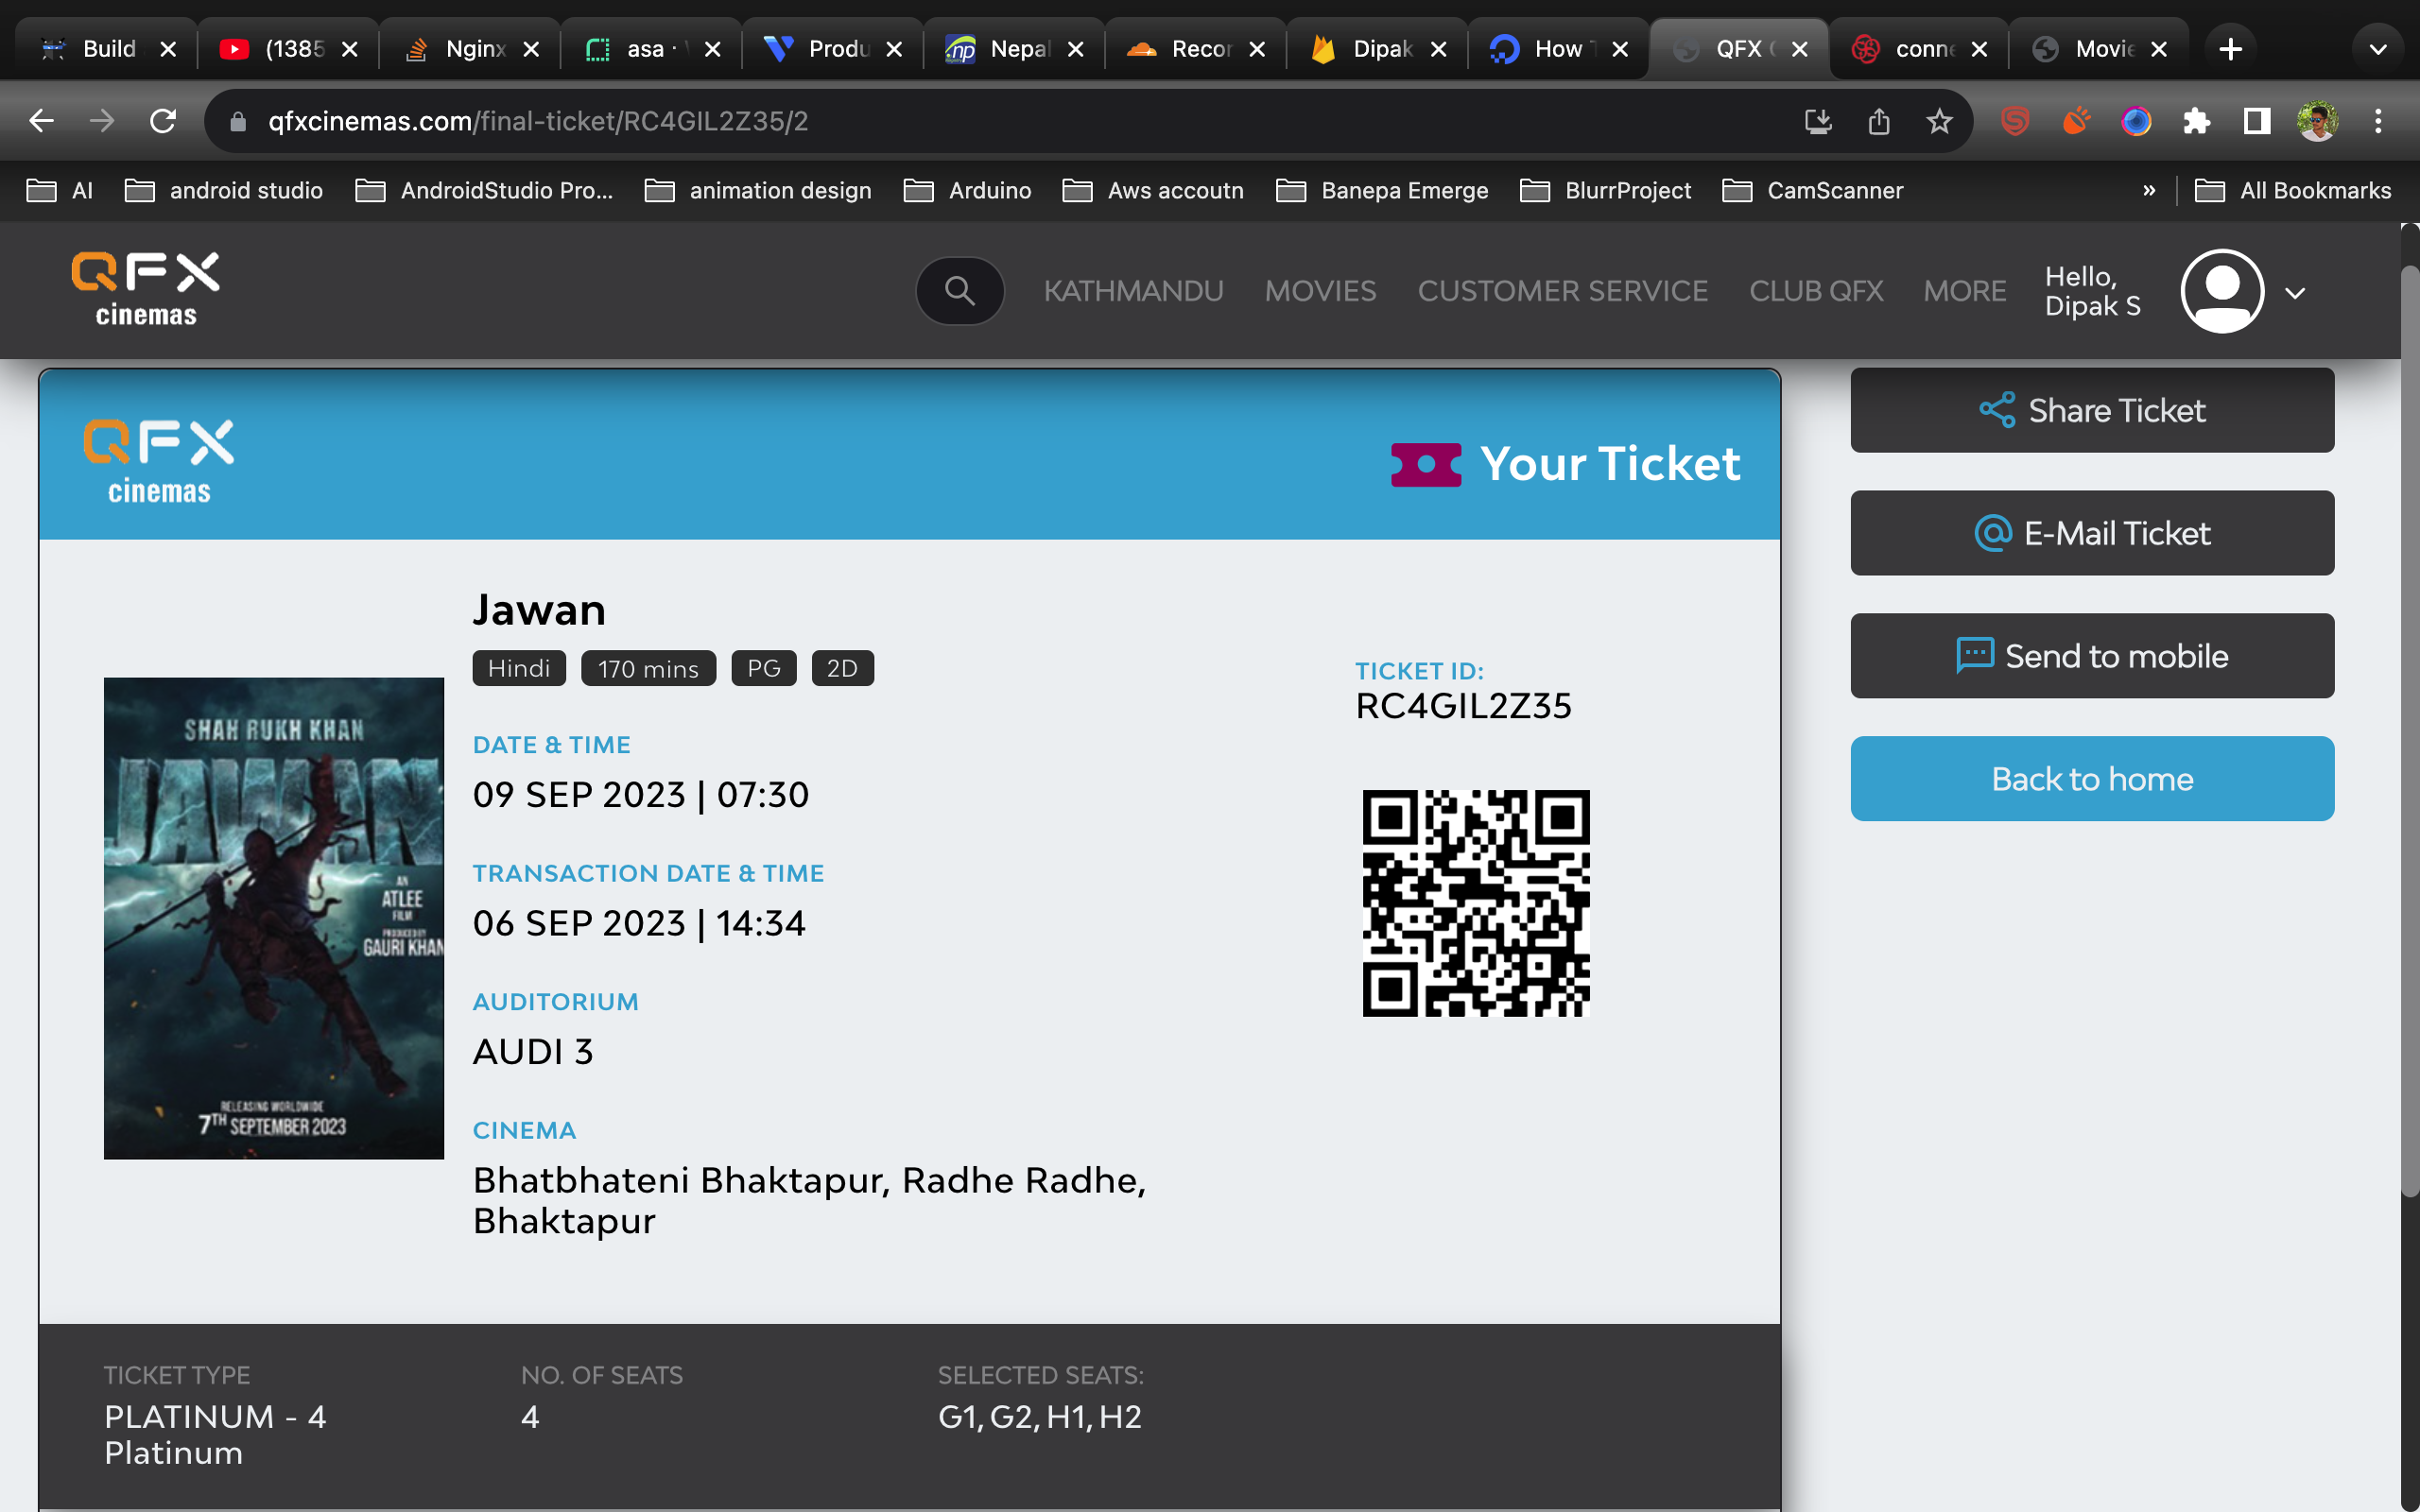 Build
(1385
Nginx
asa ·
Produ
Nepal
Recor
Dipak
How T
QFX
conne
Movie
qfxcinemas.com/final-ticket/RC4GIL2Z35/2
AI
android studio
AndroidStudio Pro...
animation design
Arduino
Aws accoutn
Banepa Emerge
BlurrProject
CamScanner
»
All Bookmarks
QFX
cinemas
KATHMANDU
MOVIES
CUSTOMER SERVICE
CLUB QFX
MORE
Hello,
Dipak S
QFX
cinemas
Your Ticket
Share Ticket
E-Mail Ticket
Send to mobile
Back to home
SHAH RUKH KHAN
JAWAN
AN
ATLEE
FILM
PRODUCED BY
GAURI KHAN
RELEASING WORLDWIDE
7TH SEPTEMBER 2023
Jawan
Hindi
170 mins
PG
2D
DATE & TIME
09 SEP 2023 | 07:30
TRANSACTION DATE & TIME
06 SEP 2023 | 14:34
AUDITORIUM
AUDI 3
CINEMA
Bhatbhateni Bhaktapur, Radhe Radhe,
Bhaktapur
TICKET ID:
RC4GIL2Z35
TICKET TYPE
PLATINUM - 4
Platinum
NO. OF SEATS
4
SELECTED SEATS:
G1, G2, H1, H2